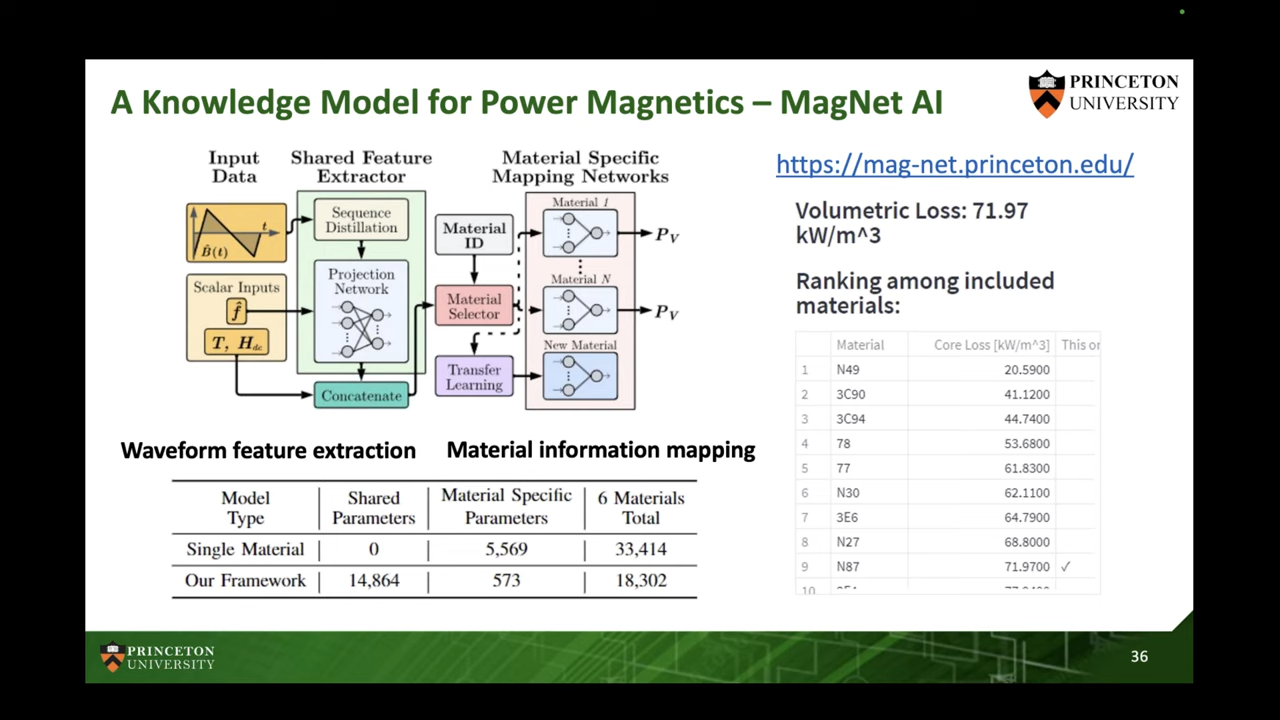 A Knowledge Model for Power Magnetics – MagNet AI
PRINCETON
UNIVERSITY
Input
Data
Shared Feature
Extractor
Material Specific
Mapping Networks
B̂(t)
t
Scalar Inputs
f̂
T, H_dc
Sequence
Distillation
Projection
Network
Concatenate
Material
ID
Material
Selector
Transfer
Learning
Material 1
P_V
Material N
P_V
New Material
Waveform feature extraction
Material information mapping
Model Type | Shared Parameters | Material Specific Parameters | 6 Materials Total
Single Material | 0 | 5,569 | 33,414
Our Framework | 14,864 | 573 | 18,302
https://mag-net.princeton.edu/
Volumetric Loss: 71.97
kW/m^3
Ranking among included
materials:
Material Core Loss [kW/m^3] This or
1 N49 20.5900
2 3C90 41.1200
3 3C94 44.7400
4 78 53.6800
5 77 61.8300
6 N30 62.1100
7 3E6 64.7900
8 N27 68.8000
9 N87 71.9700 ✓
10
PRINCETON
UNIVERSITY
36